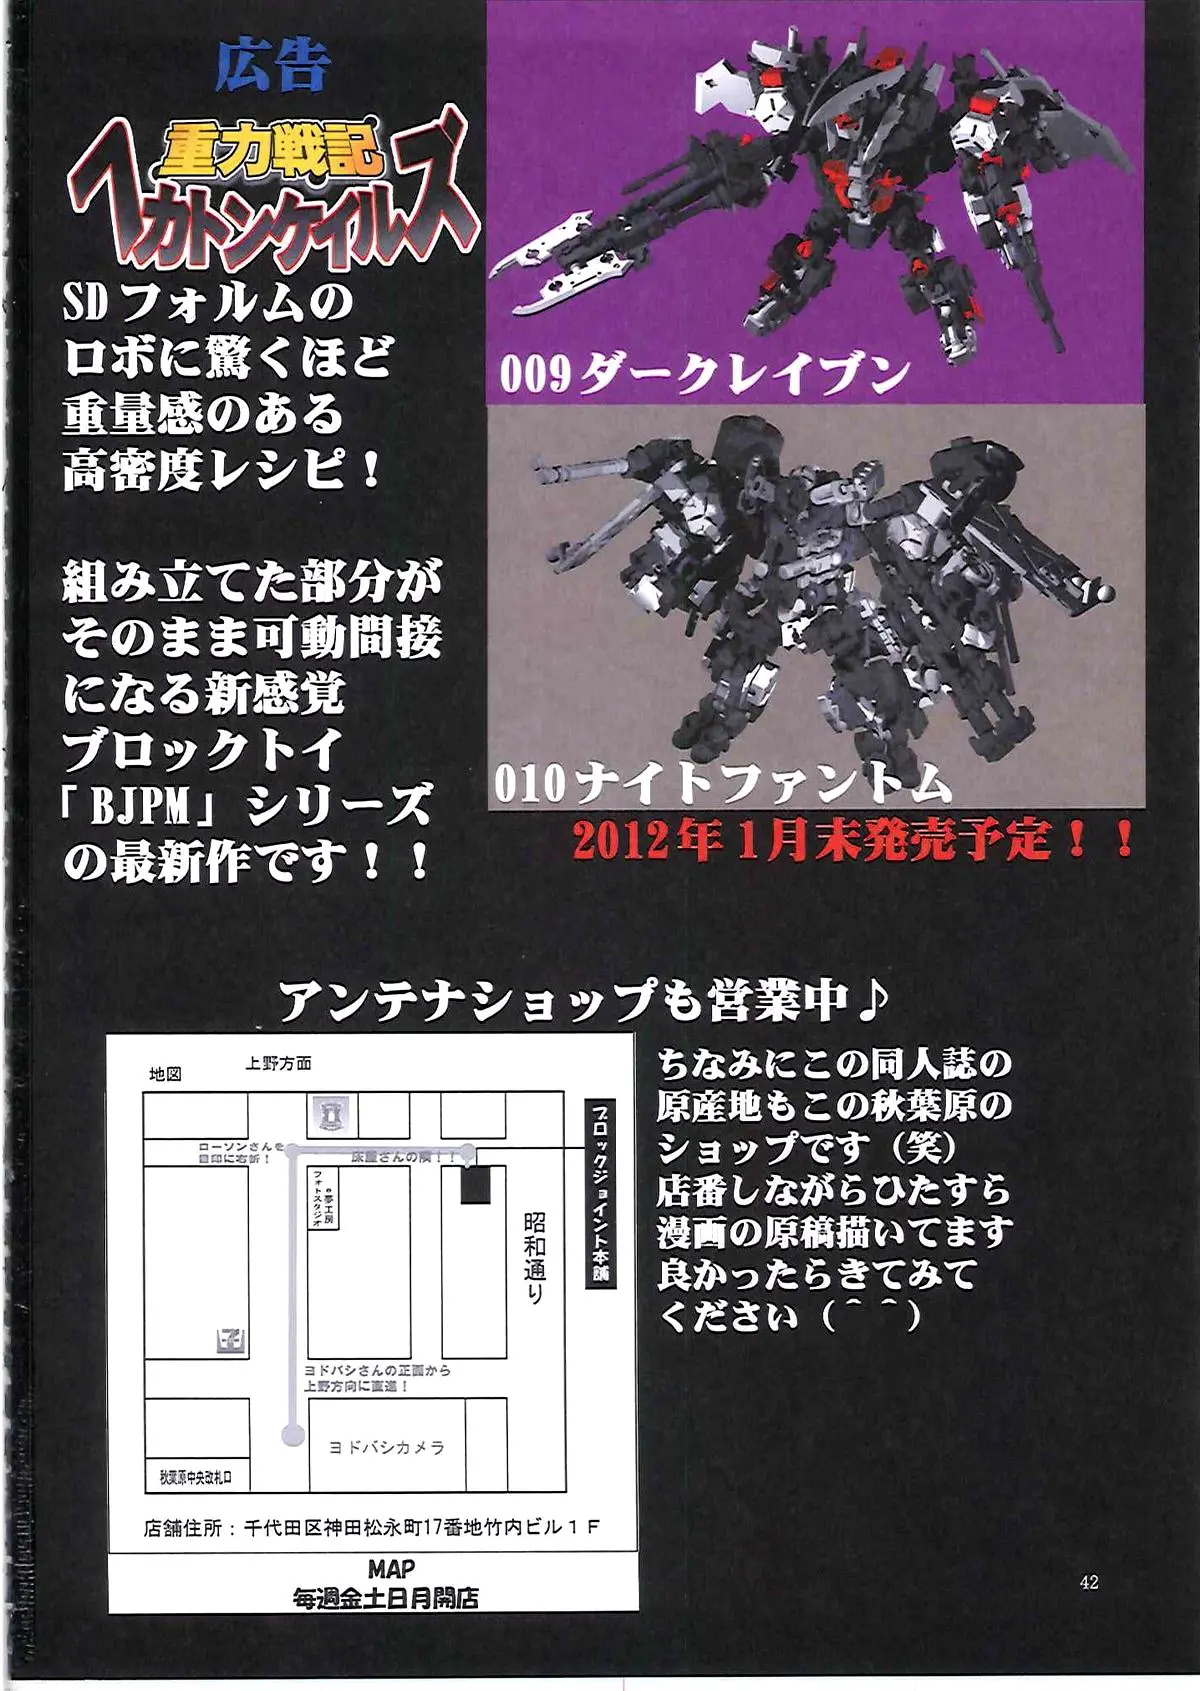 広告
重力戦記
ヘカトンケイルズ
SDフォルムの
ロボに驚くほど
重量感のある
高密度レシピ！
組み立てた部分が
そのまま可動間接
になる新感覚
ブロックトイ
「BJPM」シリーズ
の最新作です！！
009ダークレイブン
010ナイトファントム
2012年1月末発売予定！！
アンテナショップも営業中♪
地図
上野方面
ローソンさんを
目印に右折！
床屋さんの隣！！
フォトスタジオ
e夢工房
昭和通り
ブロックジョイント本舗
ヨドバシさんの正面から
上野方向に直進！
ヨドバシカメラ
秋葉原中央改札口
店舗住所：千代田区神田松永町17番地竹内ビル１Ｆ
MAP
毎週金土日月開店
ちなみにこの同人誌の
原産地もこの秋葉原の
ショップです（笑）
店番しながらひたすら
漫画の原稿描いてます
良かったらきてみて
ください（＾＾）
42